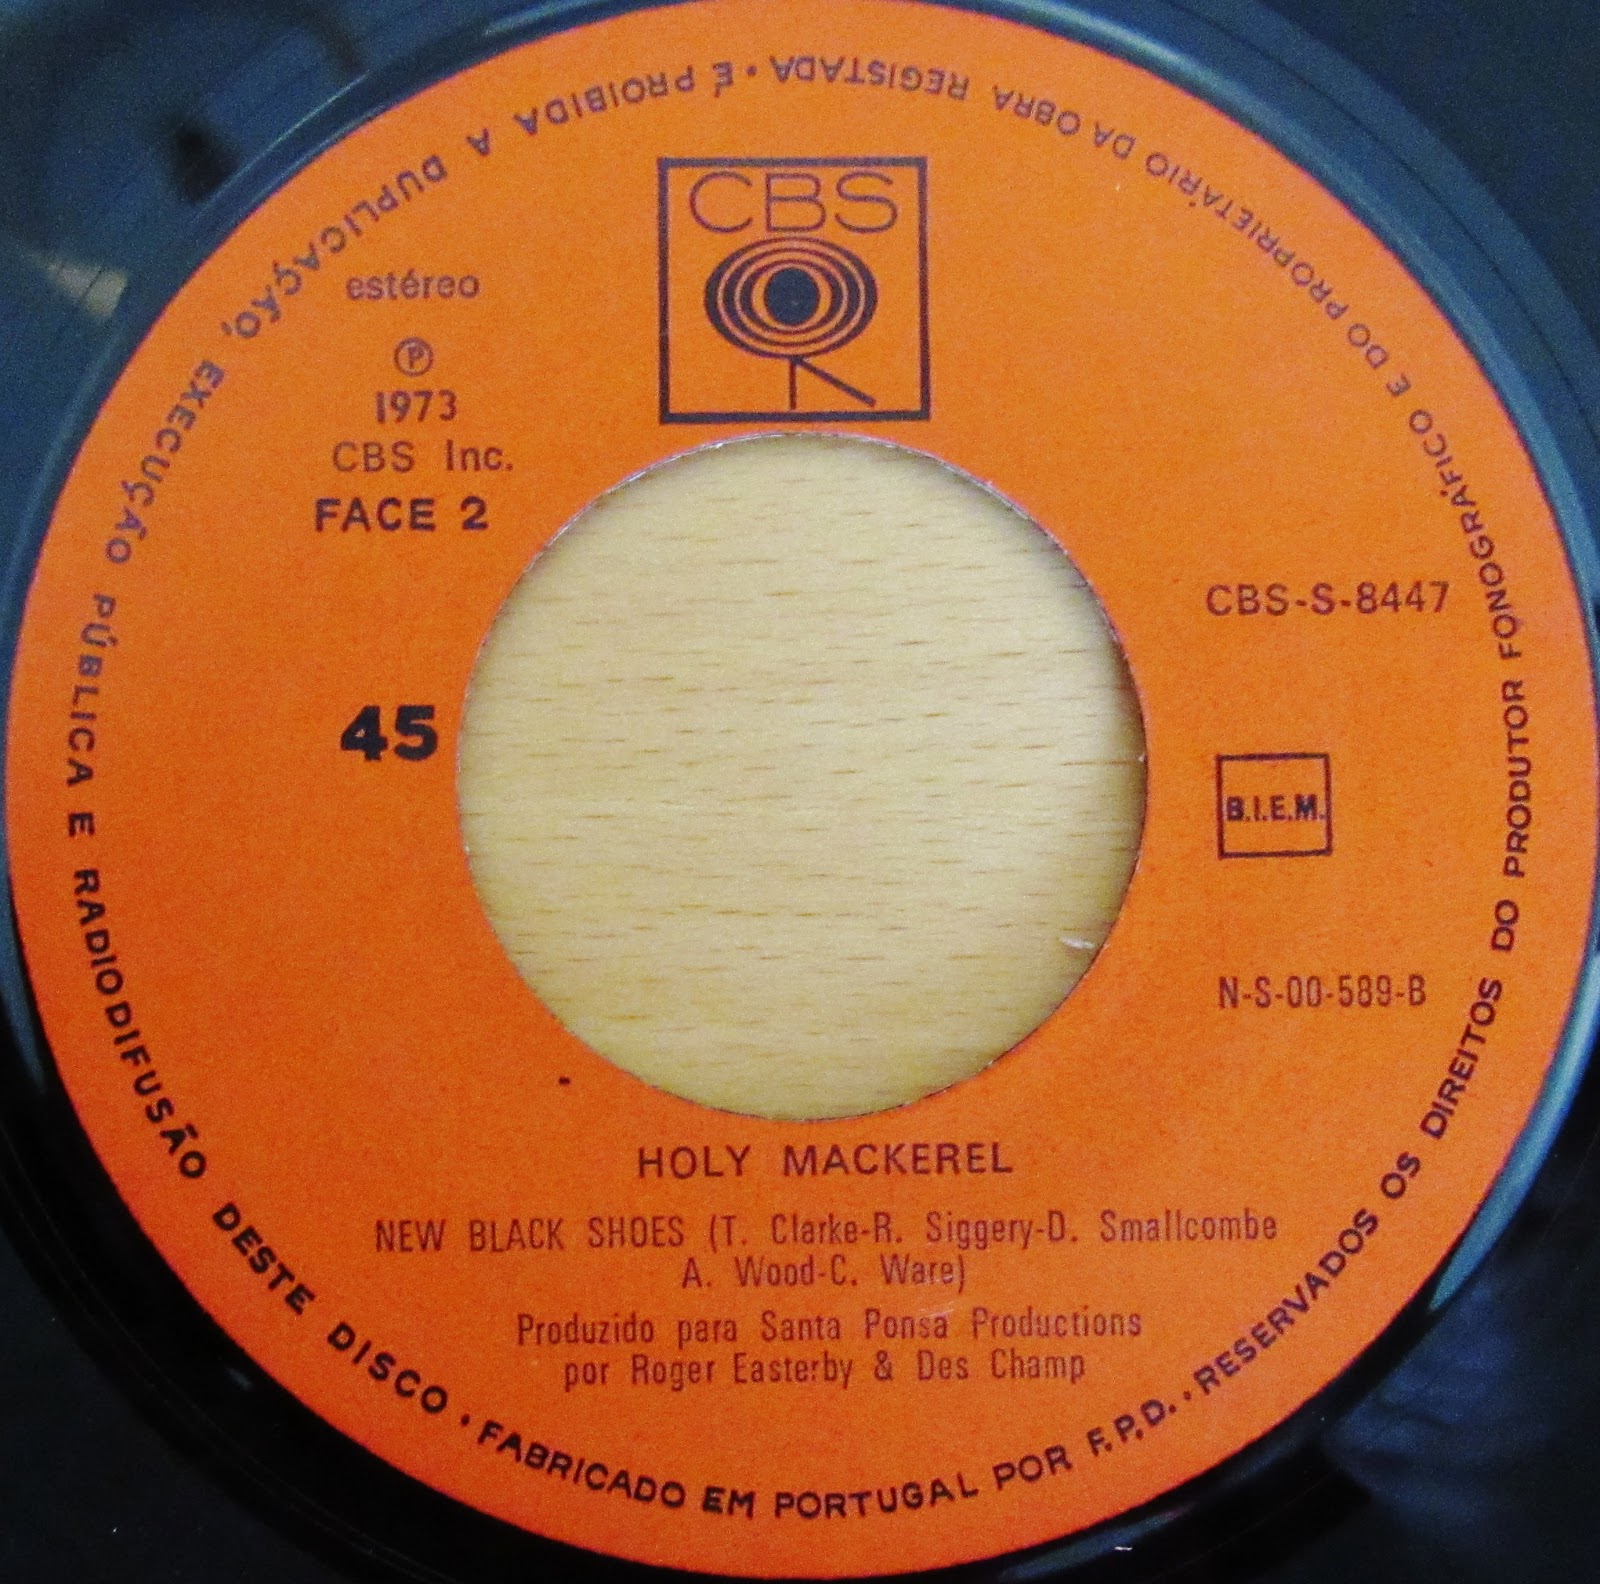 CBS
estéreo
Ⓟ
1973
CBS Inc.
FACE 2
CBS-S-8447
45
B.I.E.M.
N-S-00-589-B
HOLY MACKEREL
NEW BLACK SHOES (T. Clarke-R. Siggery-D. Smallcombe
A. Wood-C. Ware)
Produzido para Santa Ponsa Productions
por Roger Easterby & Des Champ
FABRICADO EM PORTUGAL POR F.P.D. • RESERVADOS OS DIREITOS DO PRODUTOR FONOGRÁFICO E DO PROPRIETÁRIO DA OBRA REGISTADA • É PROIBIDA A DUPLICAÇÃO, EXECUÇÃO PÚBLICA E RADIODIFUSÃO DESTE DISCO •